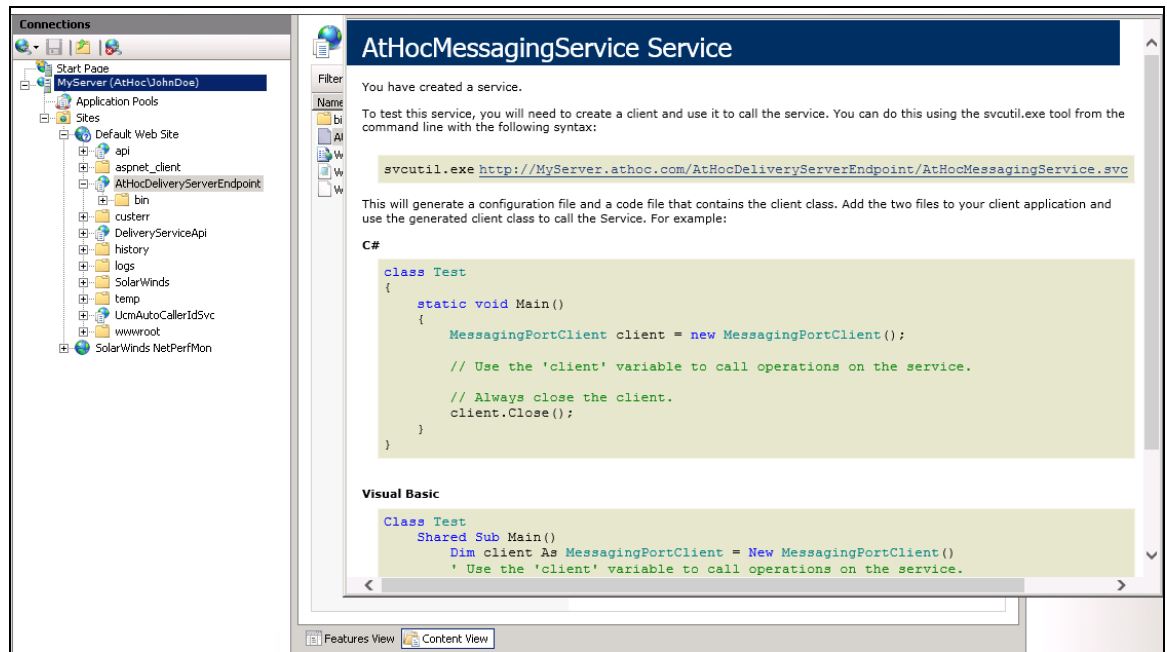 Connections
Start Page
MyServer (AtHoc\JohnDoe)
Application Pools
Sites
Default Web Site
api
aspnet_client
AtHocDeliveryServerEndpoint
bin
custerr
DeliveryServiceApi
history
logs
SolarWinds
temp
UcmAutoCallerIdSvc
wwwroot
SolarWinds NetPerfMon
Filter
Name
bi
W
W
W
AtHocMessagingService Service
You have created a service.
To test this service, you will need to create a client and use it to call the service. You can do this using the svcutil.exe tool from the
command line with the following syntax:
svcutil.exe http://MyServer.athoc.com/AtHocDeliveryServerEndpoint/AtHocMessagingService.svc
This will generate a configuration file and a code file that contains the client class. Add the two files to your client application and
use the generated client class to call the Service. For example:
C#
class Test
{
static void Main()
{
MessagingPortClient client = new MessagingPortClient();
// Use the 'client' variable to call operations on the service.
// Always close the client.
client.Close();
}
}
Visual Basic
Class Test
Shared Sub Main()
Dim client As MessagingPortClient = New MessagingPortClient()
' Use the 'client' variable to call operations on the service.
Features View Content View